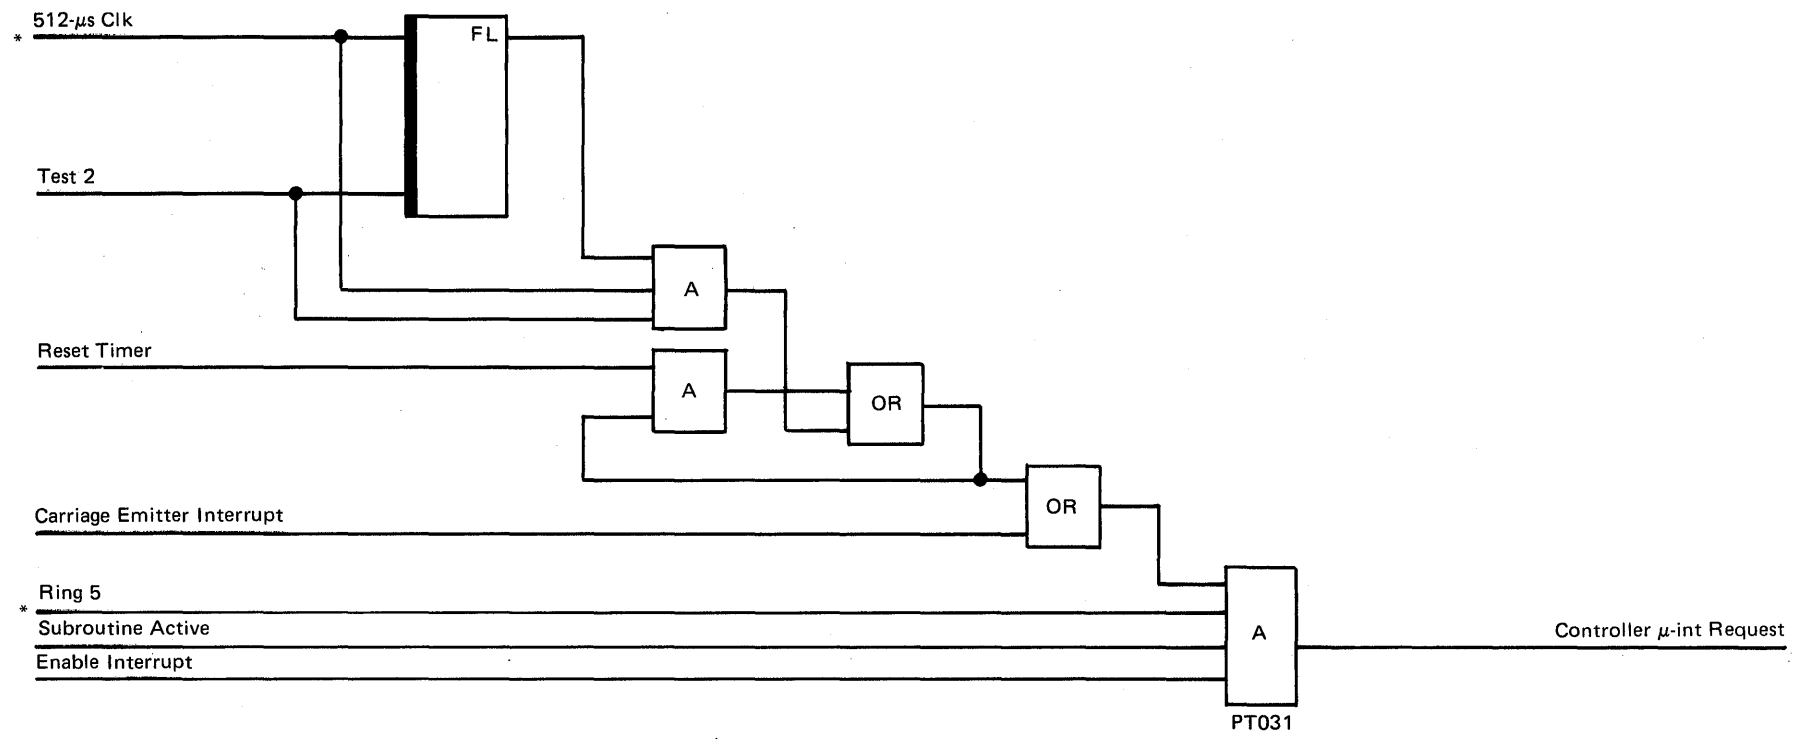 512-μs Clk
*
FL
Test 2
A
Reset Timer
A
OR
Carriage Emitter Interrupt
OR
Ring 5
*
Subroutine Active
A
Controller μ-int Request
Enable Interrupt
PT031